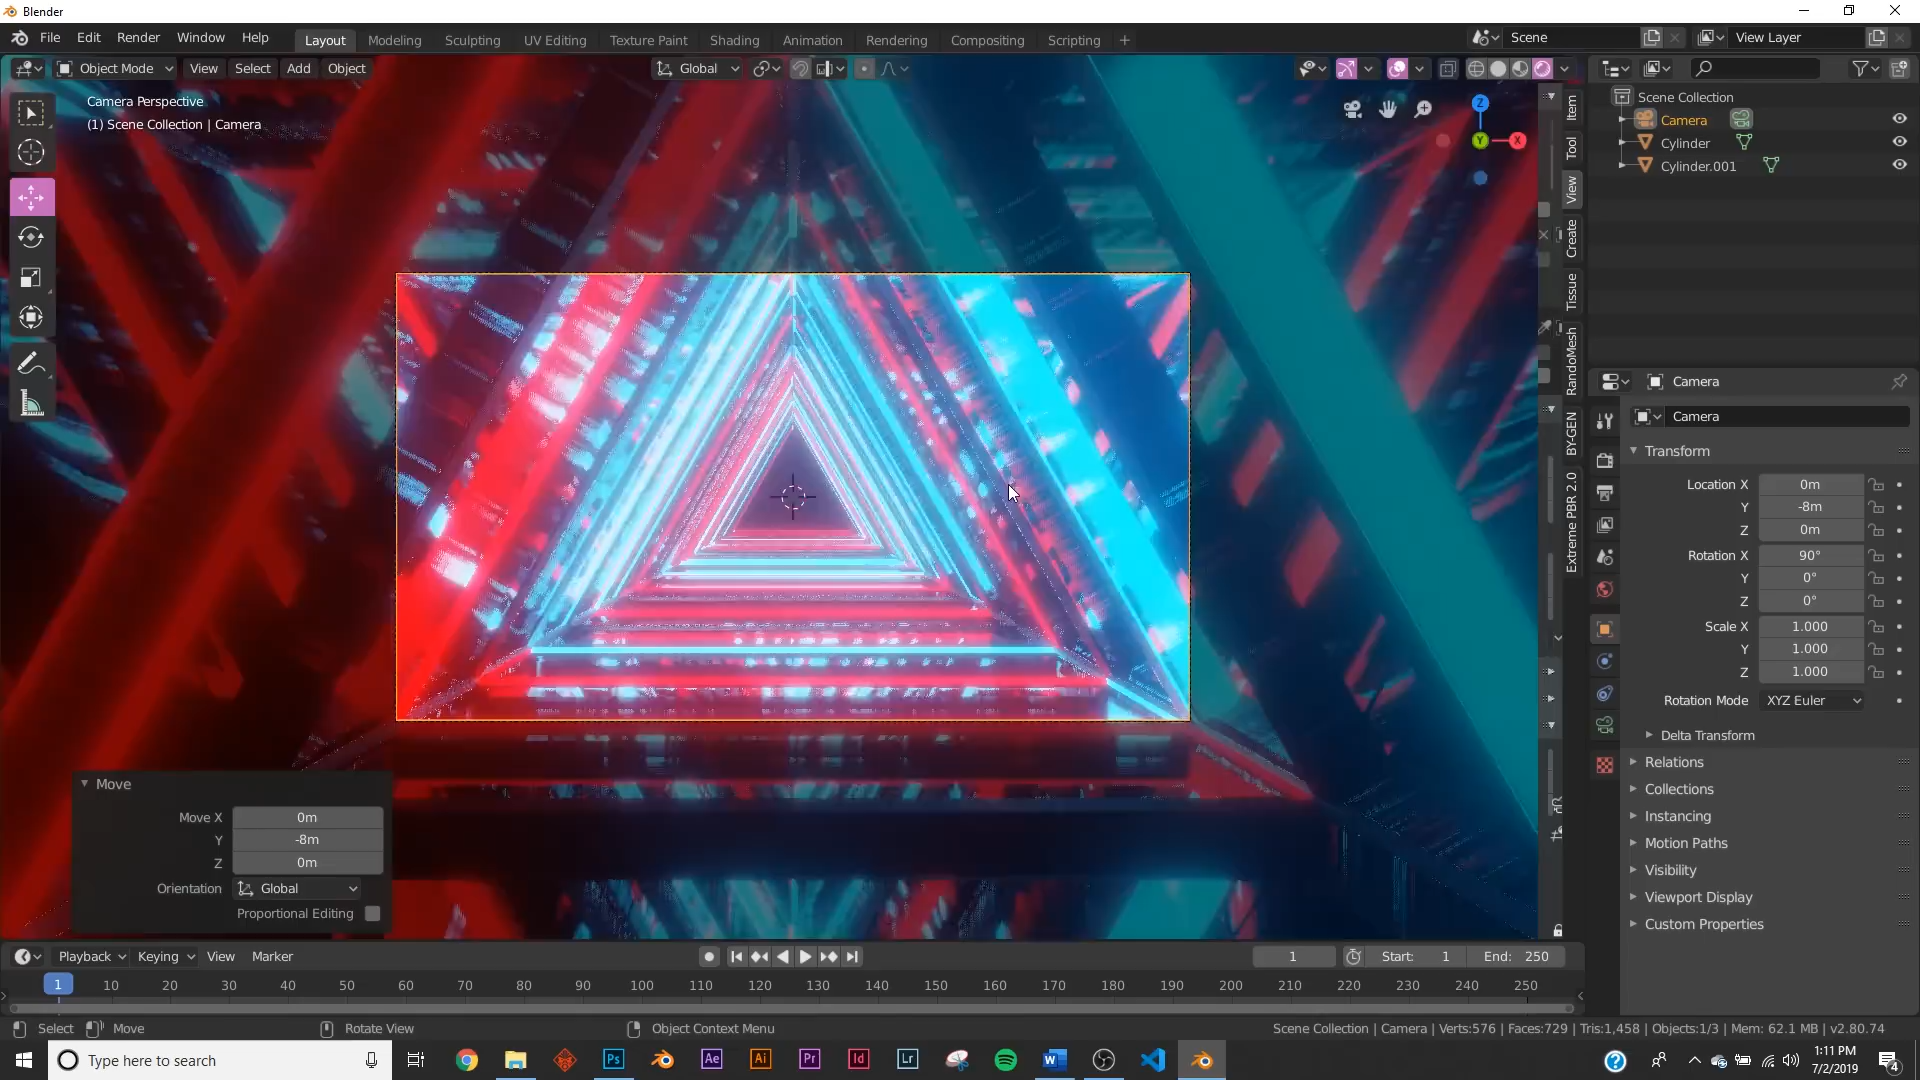 Blender
File Edit Render Window Help Layout Modeling Sculpting UV Editing Texture Paint Shading Animation Rendering Compositing Scripting + Scene View Layer
Object Mode View Select Add Object Global
Camera Perspective
(1) Scene Collection | Camera
Z
Y
X
Item
Tool
View
Create
Tissue
RandoMesh
BY-GEN
Extreme PBR 2.0
Scene Collection
Camera
Cylinder
Cylinder.001
Camera
Camera
Transform
Location X 0m
Y -8m
Z 0m
Rotation X 90°
Y 0°
Z 0°
Scale X 1.000
Y 1.000
Z 1.000
Rotation Mode XYZ Euler
Delta Transform
Relations
Collections
Instancing
Motion Paths
Visibility
Viewport Display
Custom Properties
Move
Move X 0m
Y -8m
Z 0m
Orientation Global
Proportional Editing
Playback Keying View Marker 1 Start: 1 End: 250
1 10 20 30 40 50 60 70 80 90 100 110 120 130 140 150 160 170 180 190 200 210 220 230 240 250
Select Move Rotate View Object Context Menu Scene Collection | Camera | Verts:576 | Faces:729 | Tris:1,458 | Objects:1/3 | Mem: 62.1 MB | v2.80.74
Type here to search Ps Ae Ai Pr Id Lr W
1:11 PM
7/2/2019
4